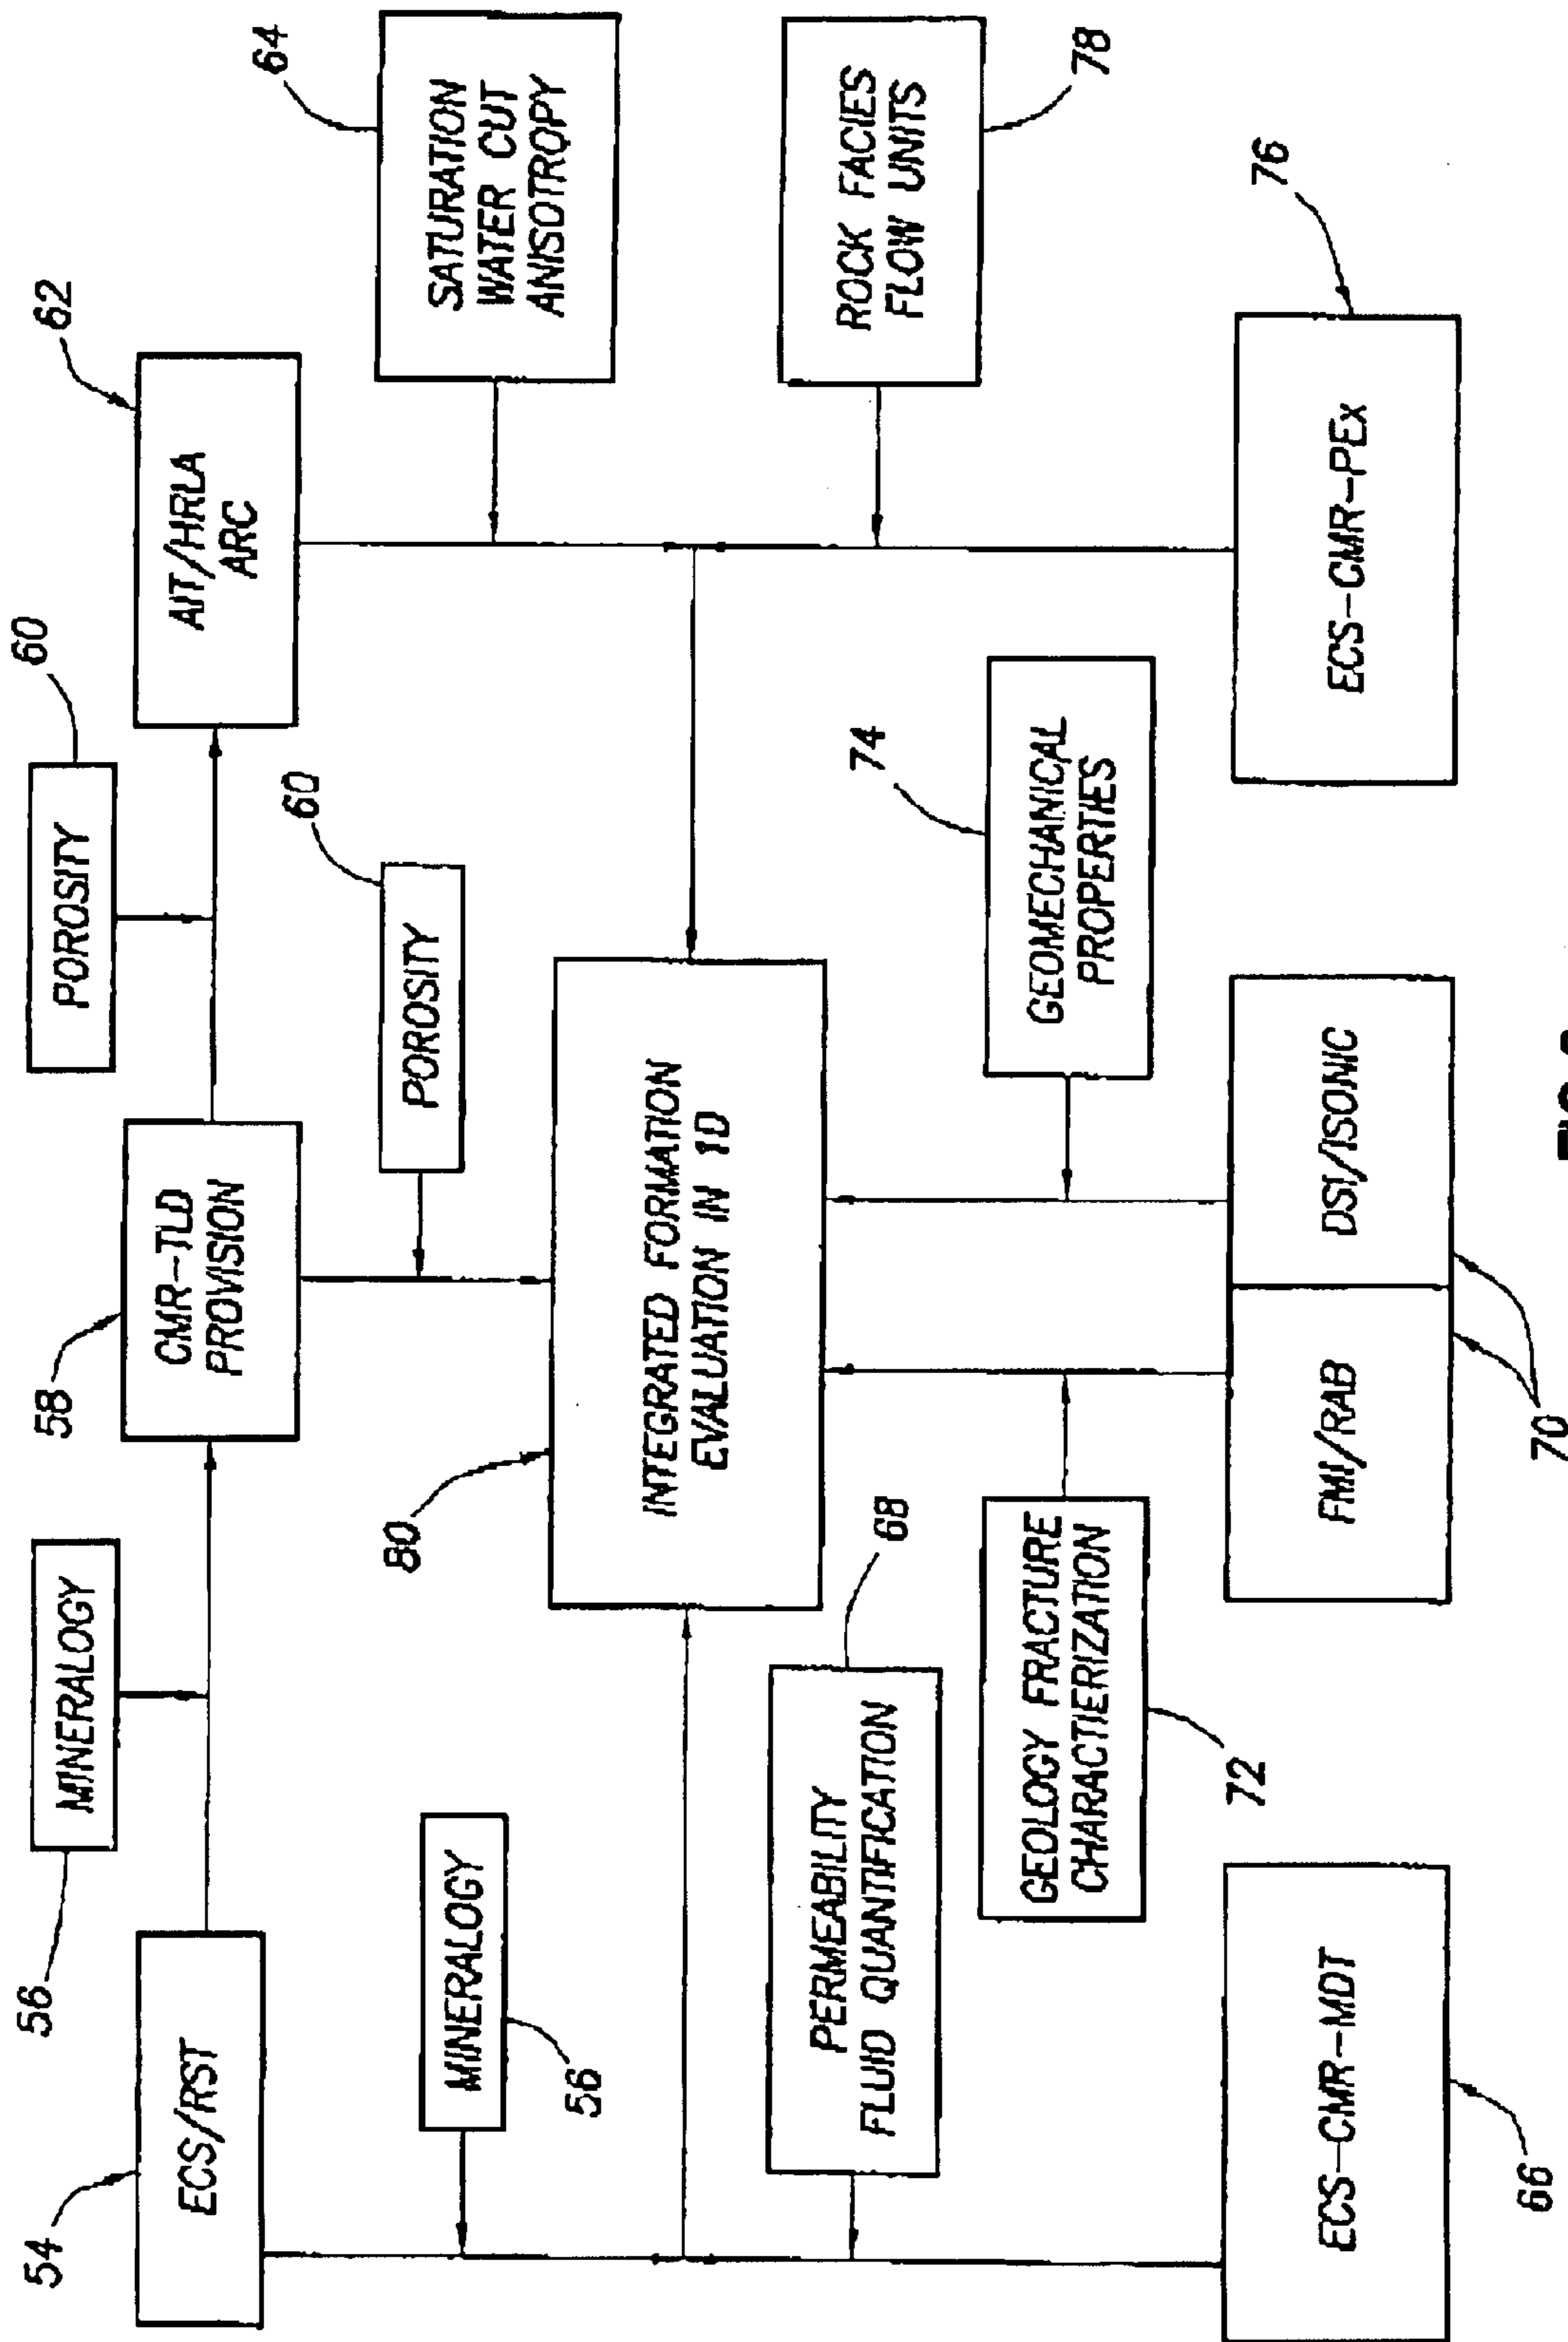 60
62
POROSITY
AIT/HRLA
ARC
64
SATURATION
WATER CUT
ANISOTROPY
56
MINERALOGY
58
CMR-TLD
PROVISION
60
POROSITY
54
ECS/RST
MINERALOGY
56
80
INTEGRATED FORMATION
EVALUATION IN 1D
ROCK FACIES
FLOW UNITS
78
PERMEABILITY
FLUID QUANTIFICATION
68
74
GEOMECHANICAL
PROPERTIES
GEOLOGY FRACTURE
CHARACTIERIZATION
72
76
ECS-CMR-MDT
66
FMI/RAB
DSI/ISONIC
70
ECS-CMR-PEx